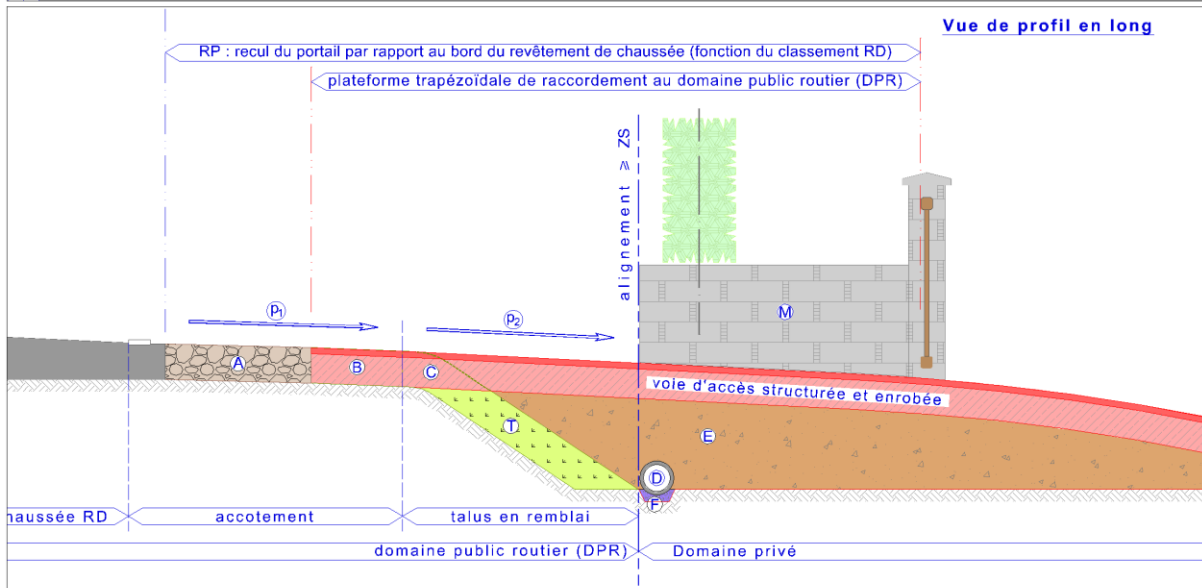 Vue de profil en long
RP : recul du portail par rapport au bord du revêtement de chaussée (fonction du classement RD)
plateforme trapézoïdale de raccordement au domaine public routier (DPR)
alignement ≥ ZS
p1
p2
M
A
B
C
voie d'accès structurée et enrobée
T
E
D
F
haussée RD
accotement
talus en remblai
domaine public routier (DPR)
Domaine privé